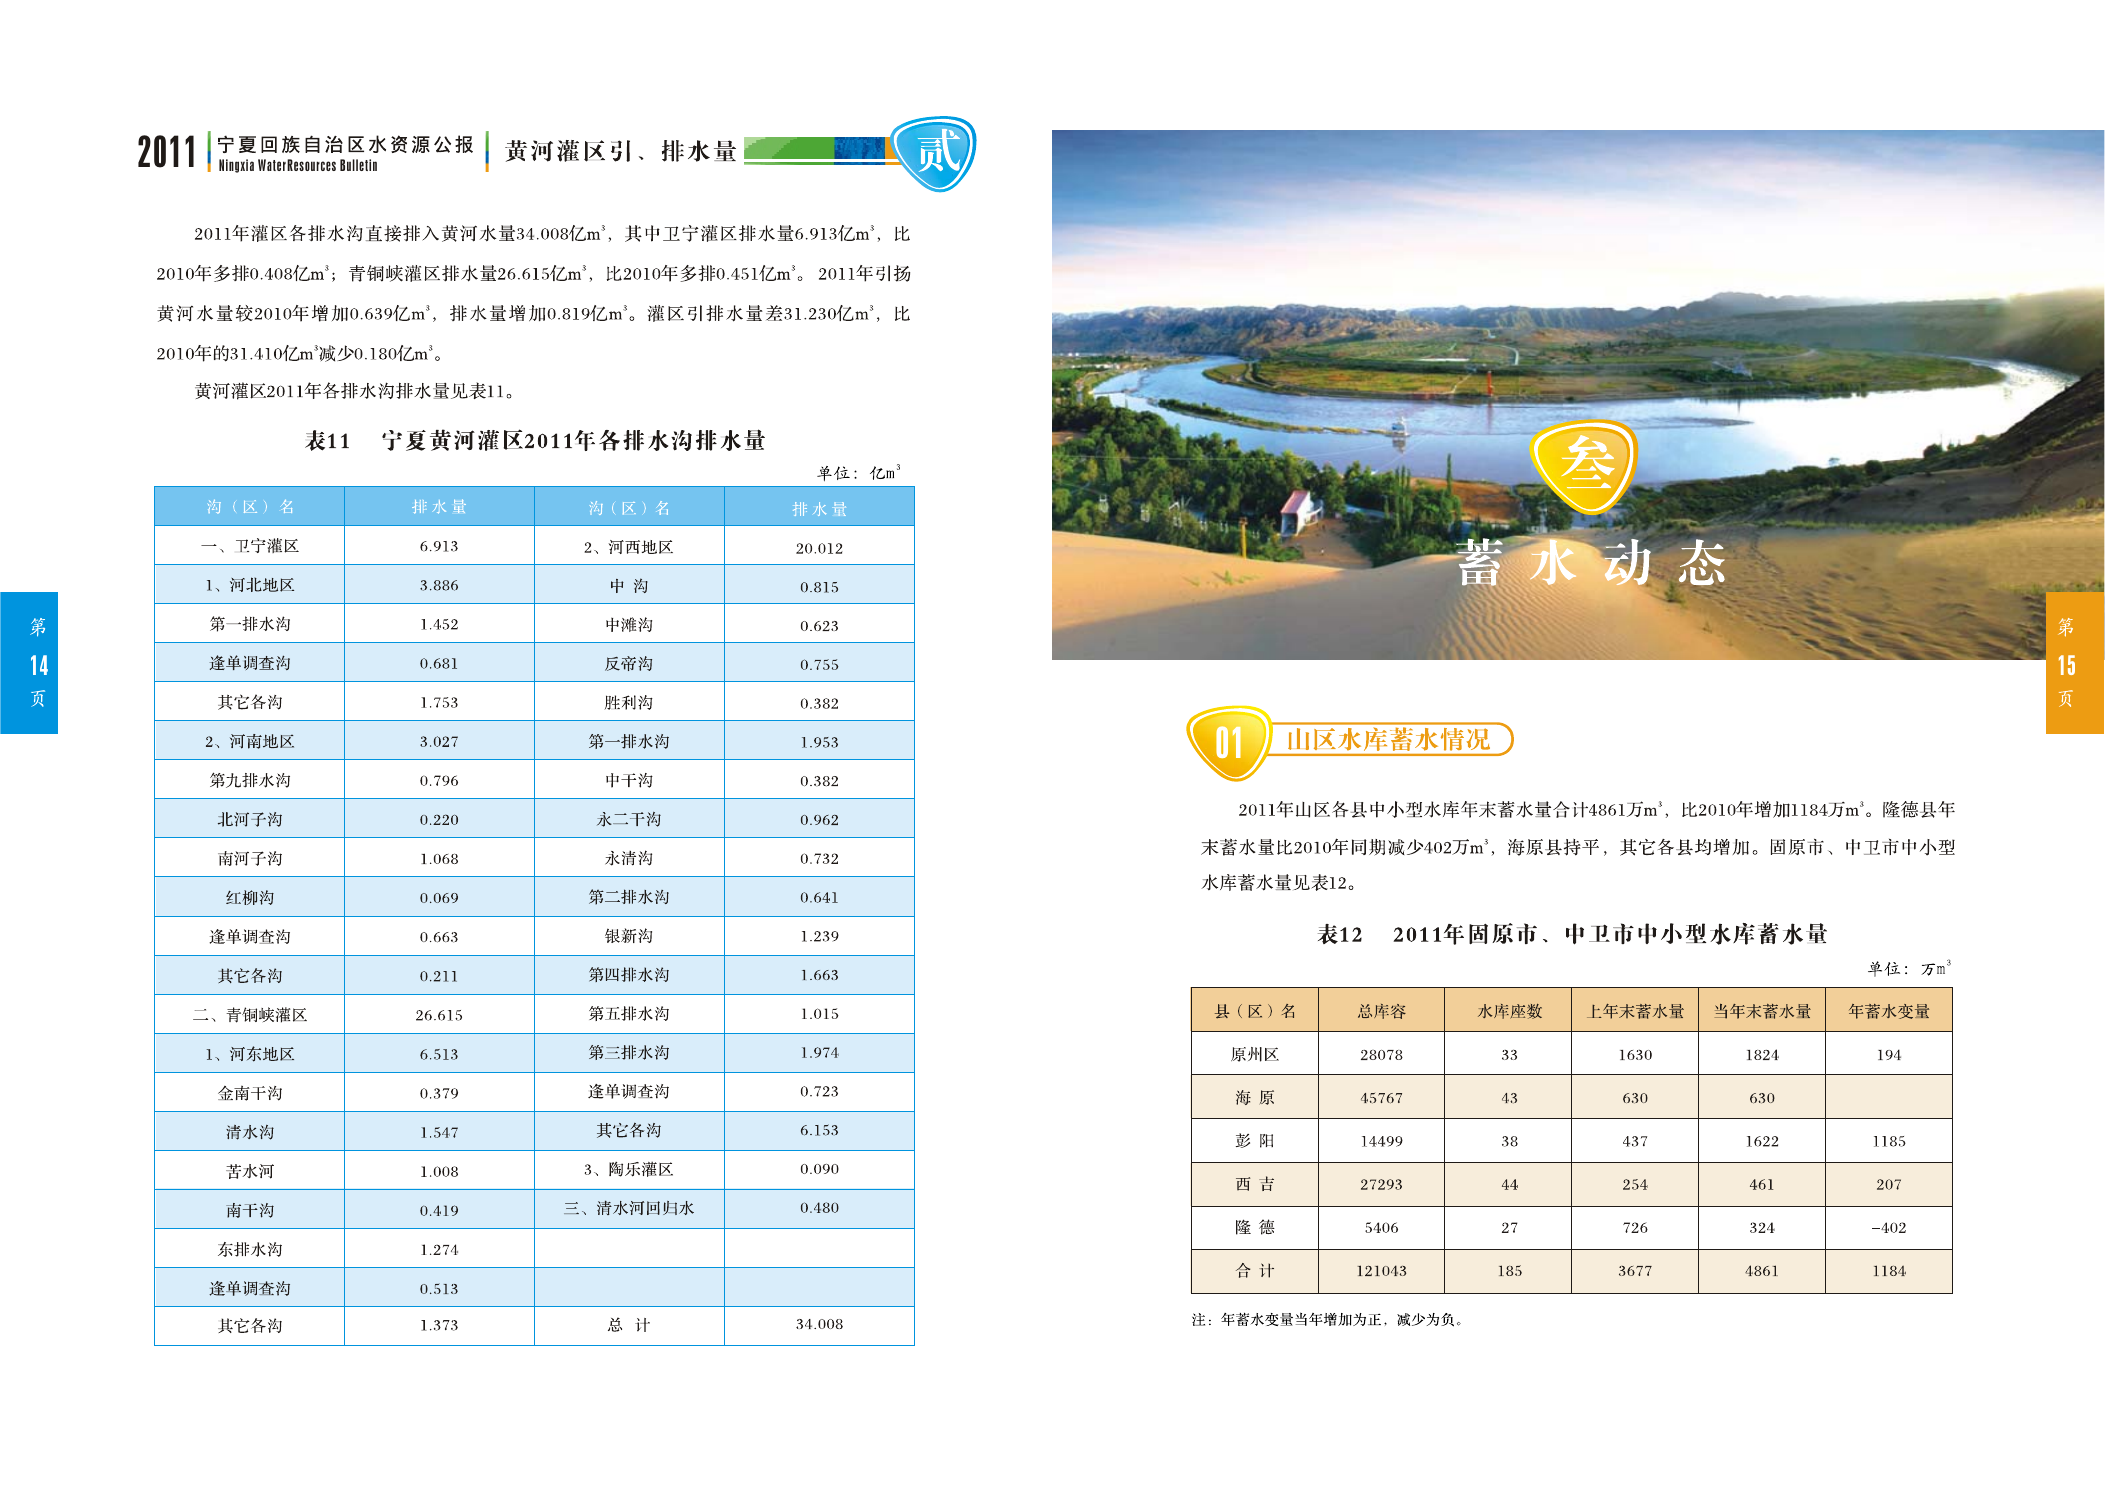 2011 宁夏回族自治区水资源公报 黄河灌区引、排水量 贰
Ningxia WaterResources Bulletin
2011年灌区各排水沟直接排入黄河水量34.008亿m³，其中卫宁灌区排水量6.913亿m³，比
2010年多排0.408亿m³；青铜峡灌区排水量26.615亿m³，比2010年多排0.451亿m³。2011年引扬
黄河水量较2010年增加0.639亿m³，排水量增加0.819亿m³。灌区引排水量差31.230亿m³，比
2010年的31.410亿m³减少0.180亿m³。
黄河灌区2011年各排水沟排水量见表11。
表11 宁夏黄河灌区2011年各排水沟排水量
单位：亿m³
沟（区）名 排水量 沟（区）名 排水量
一、卫宁灌区 6.913 2、河西地区 20.012
1、河北地区 3.886 中 沟 0.815
第一排水沟 1.452 中滩沟 0.623
逢单调查沟 0.681 反帝沟 0.755
其它各沟 1.753 胜利沟 0.382
2、河南地区 3.027 第一排水沟 1.953
第九排水沟 0.796 中干沟 0.382
北河子沟 0.220 永二干沟 0.962
南河子沟 1.068 永清沟 0.732
红柳沟 0.069 第二排水沟 0.641
逢单调查沟 0.663 银新沟 1.239
其它各沟 0.211 第四排水沟 1.663
二、青铜峡灌区 26.615 第五排水沟 1.015
1、河东地区 6.513 第三排水沟 1.974
金南干沟 0.379 逢单调查沟 0.723
清水沟 1.547 其它各沟 6.153
苦水河 1.008 3、陶乐灌区 0.090
南干沟 0.419 三、清水河回归水 0.480
东排水沟 1.274
逢单调查沟 0.513
其它各沟 1.373 总 计 34.008
第
14
页
叁
蓄水动态
第
15
页
01 山区水库蓄水情况
2011年山区各县中小型水库年末蓄水量合计4861万m³，比2010年增加1184万m³。隆德县年
末蓄水量比2010年同期减少402万m³，海原县持平，其它各县均增加。固原市、中卫市中小型
水库蓄水量见表12。
表12 2011年固原市、中卫市中小型水库蓄水量
单位：万m³
县（区）名 总库容 水库座数 上年末蓄水量 当年末蓄水量 年蓄水变量
原州区 28078 33 1630 1824 194
海 原 45767 43 630 630
彭 阳 14499 38 437 1622 1185
西 吉 27293 44 254 461 207
隆 德 5406 27 726 324 -402
合 计 121043 185 3677 4861 1184
注：年蓄水变量当年增加为正，减少为负。